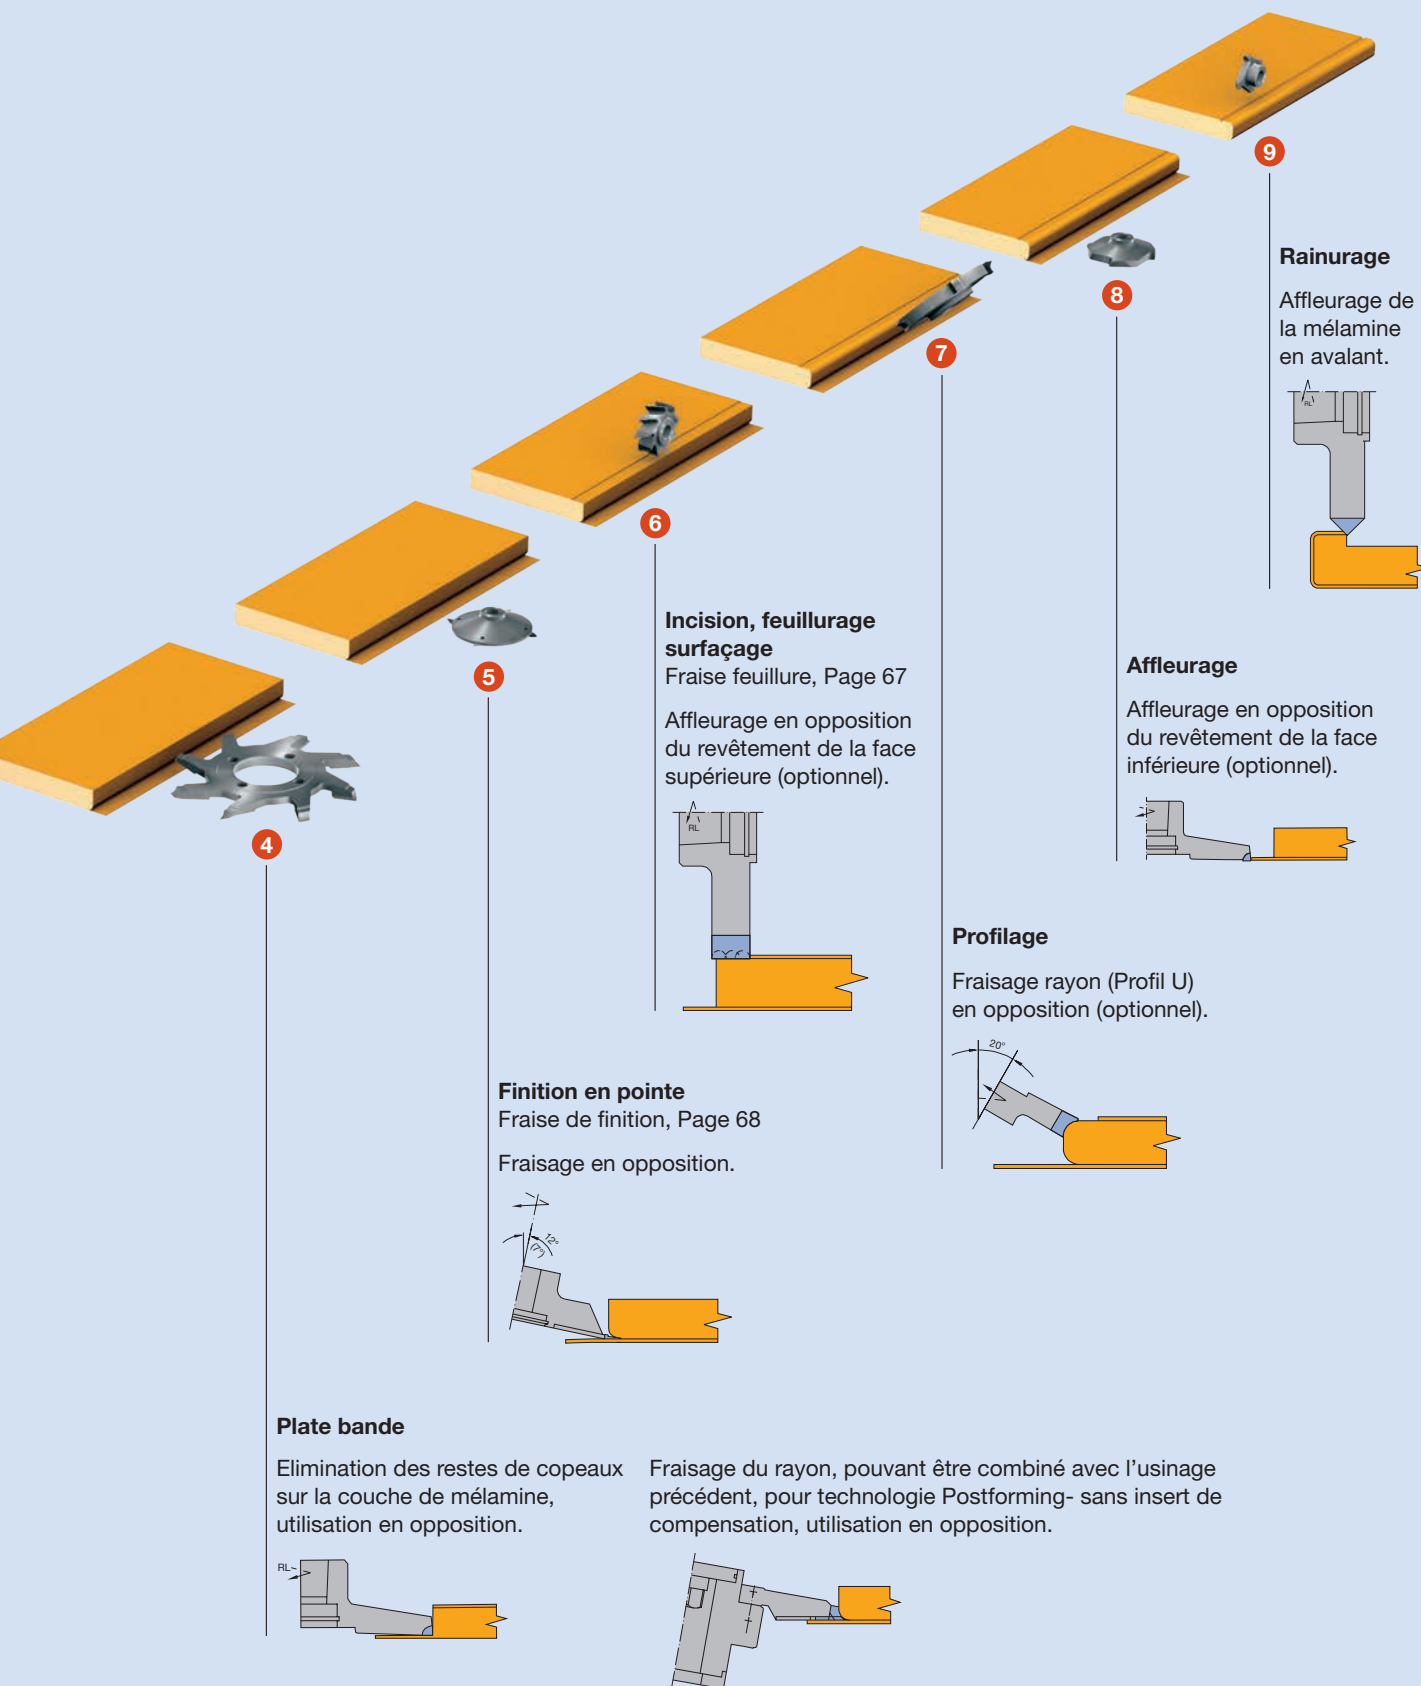 9
Rainurage
Affleurage de
la mélamine
en avalant.
RL
8
Affleurage
Affleurage en opposition
du revêtement de la face
inférieure (optionnel).
7
Profilage
Fraisage rayon (Profil U)
en opposition (optionnel).
20°
6
Incision, feuillurage
surfaçage
Fraise feuillure, Page 67
Affleurage en opposition
du revêtement de la face
supérieure (optionnel).
RL
5
Finition en pointe
Fraise de finition, Page 68
Fraisage en opposition.
12°
(7°)
4
Plate bande
Elimination des restes de copeaux
sur la couche de mélamine,
utilisation en opposition.
RL
Fraisage du rayon, pouvant être combiné avec l’usinage
précédent, pour technologie Postforming- sans insert de
compensation, utilisation en opposition.